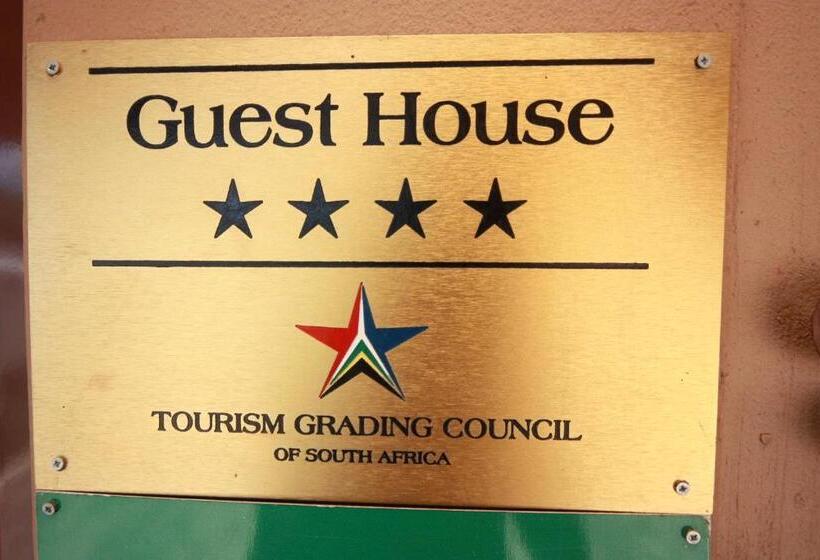 Guest House
★★★★
TOURISM GRADING COUNCIL
OF SOUTH AFRICA